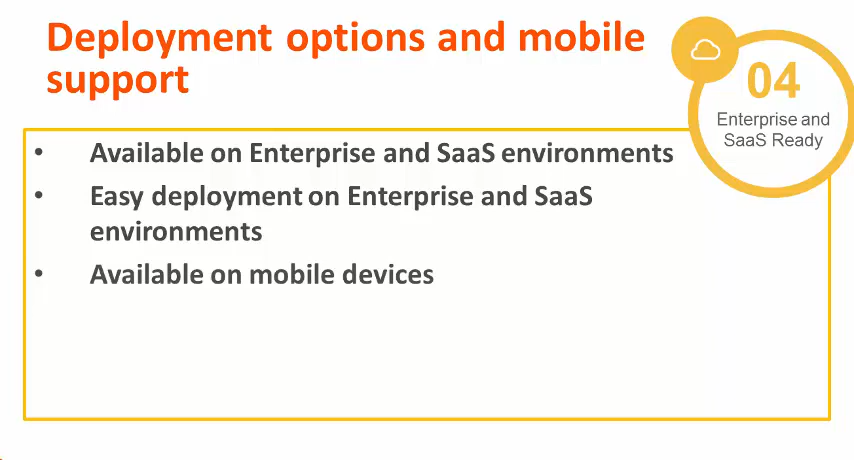 Deployment options and mobile
support
04
Enterprise and
SaaS Ready
• Available on Enterprise and SaaS environments
• Easy deployment on Enterprise and SaaS
environments
• Available on mobile devices